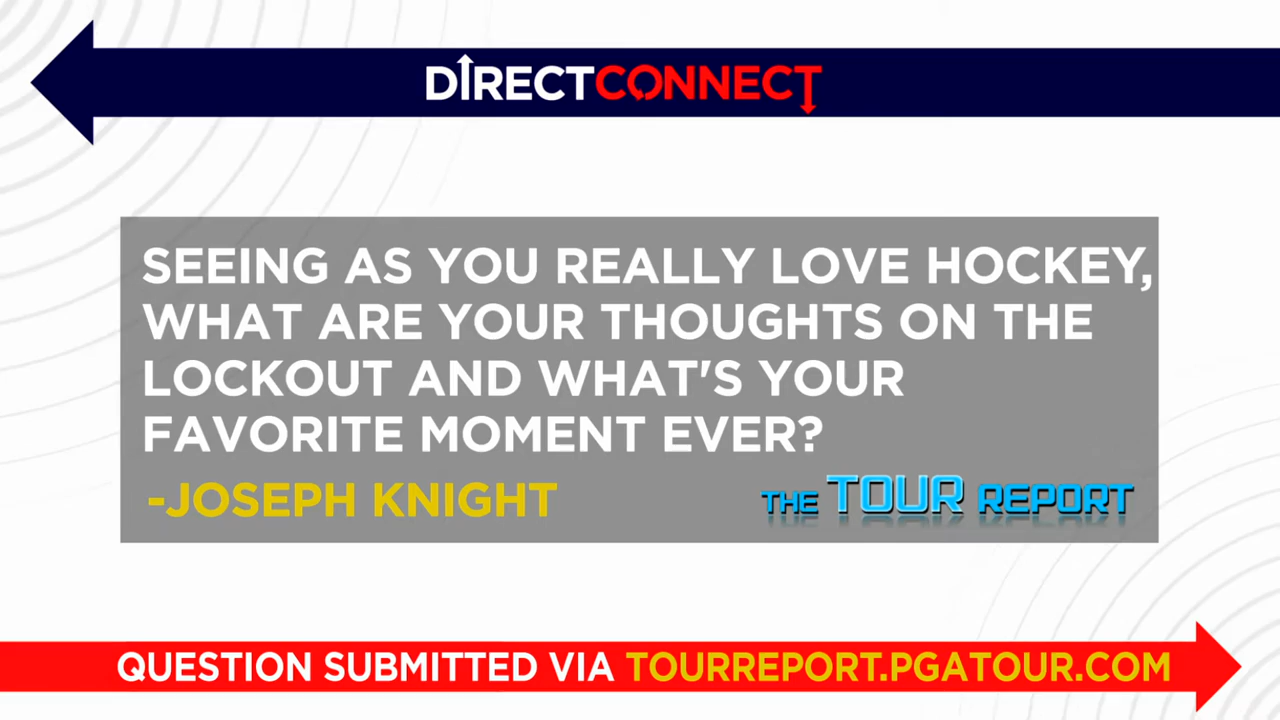 DIRECTCONNECT
SEEING AS YOU REALLY LOVE HOCKEY,
WHAT ARE YOUR THOUGHTS ON THE
LOCKOUT AND WHAT'S YOUR
FAVORITE MOMENT EVER?
-JOSEPH KNIGHT
THE TOUR REPORT
QUESTION SUBMITTED VIA TOURREPORT.PGATOUR.COM